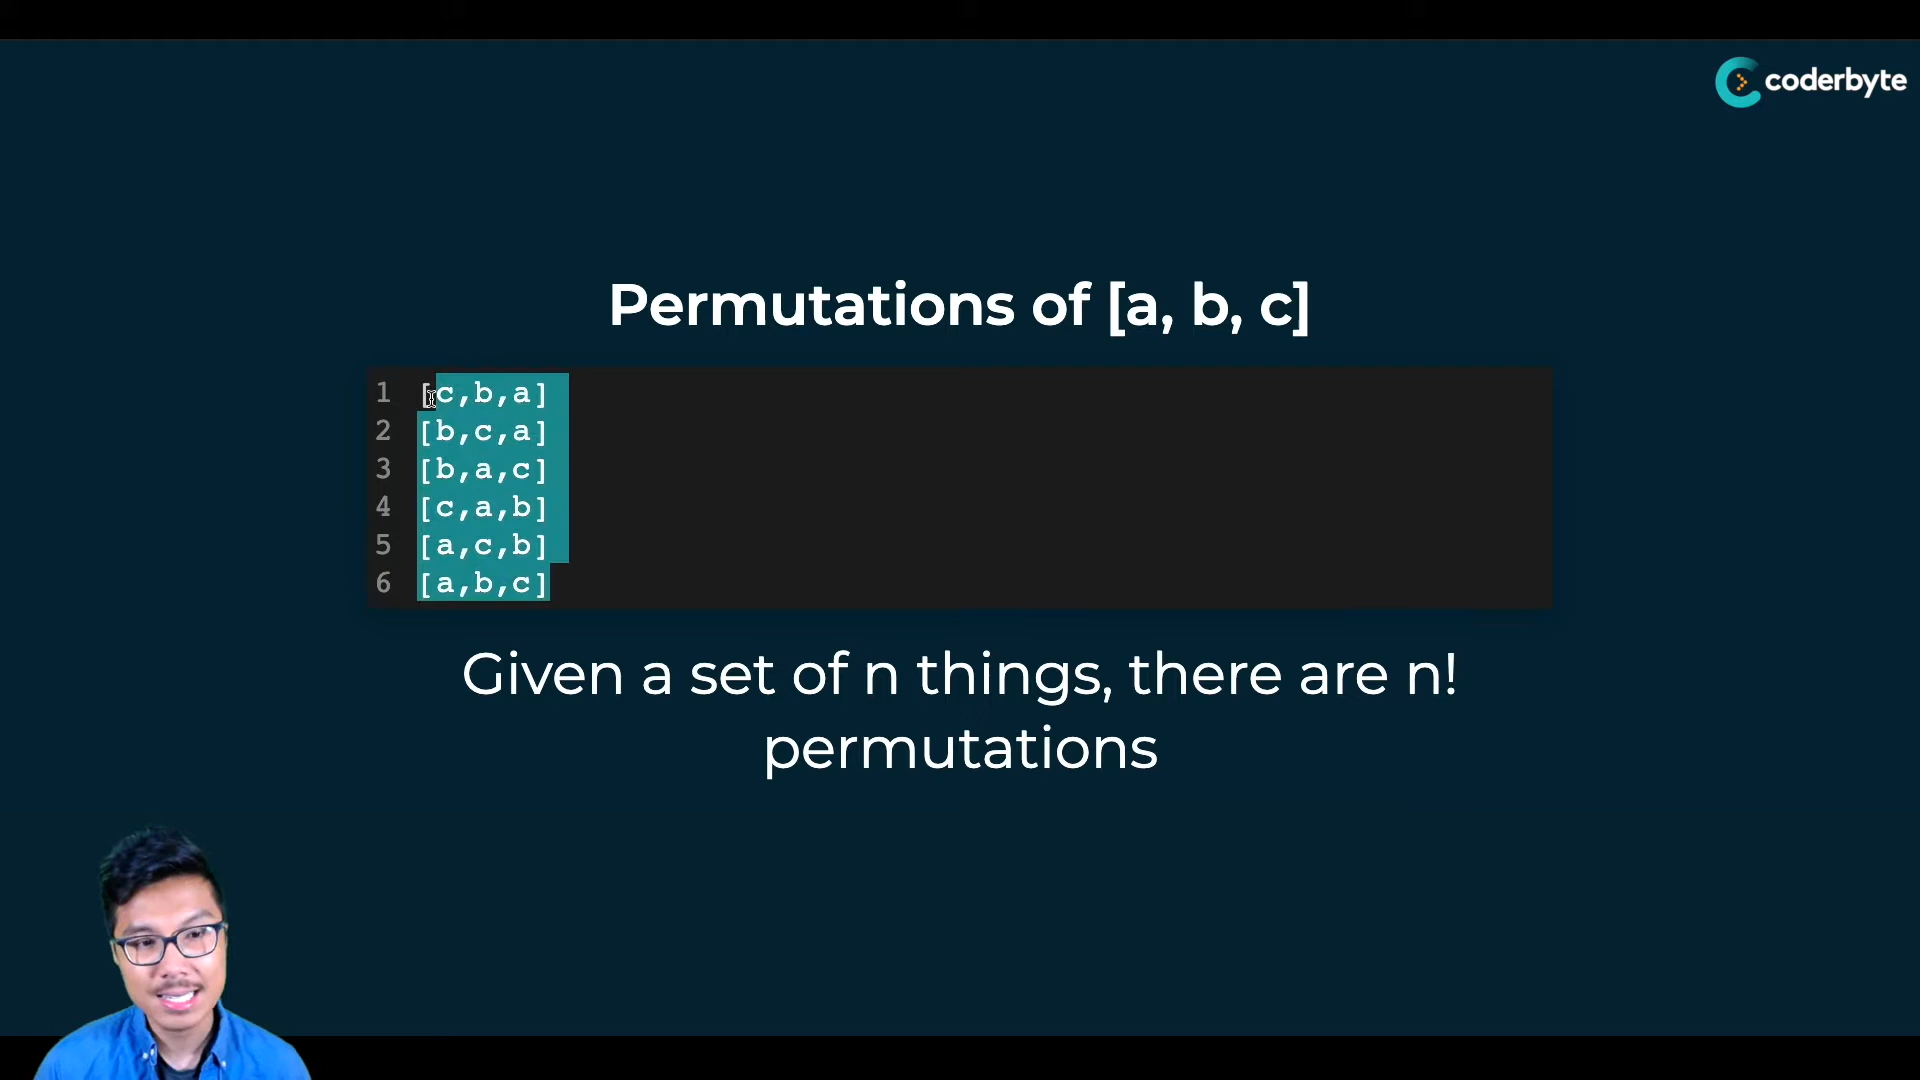 coderbyte
Permutations of [a, b, c]
1 [c,b,a]
2 [b,c,a]
3 [b,a,c]
4 [c,a,b]
5 [a,c,b]
6 [a,b,c]
Given a set of n things, there are n!
permutations